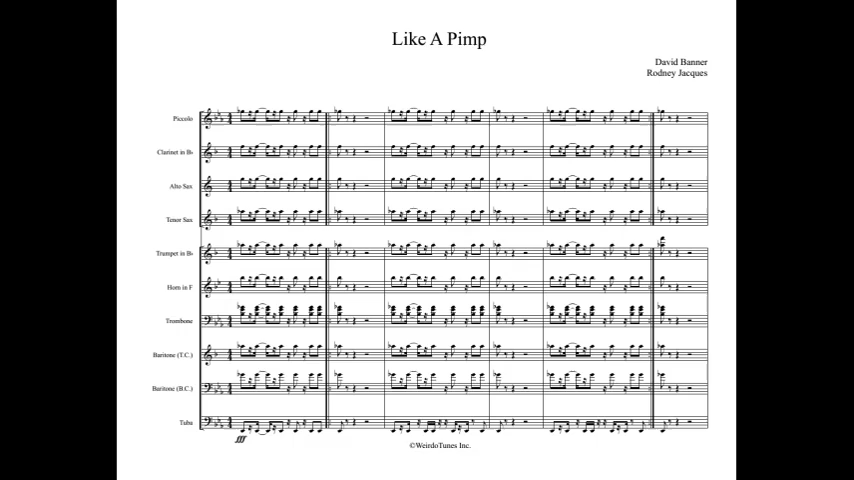 Like A Pimp
David Banner
Rodney Jacques
Piccolo
Clarinet in B♭
Alto Sax
Tenor Sax
Trumpet in B♭
Horn in F
Trombone
Baritone (T.C.)
Baritone (B.C.)
Tuba
fff
©WeirdoTunes Inc.